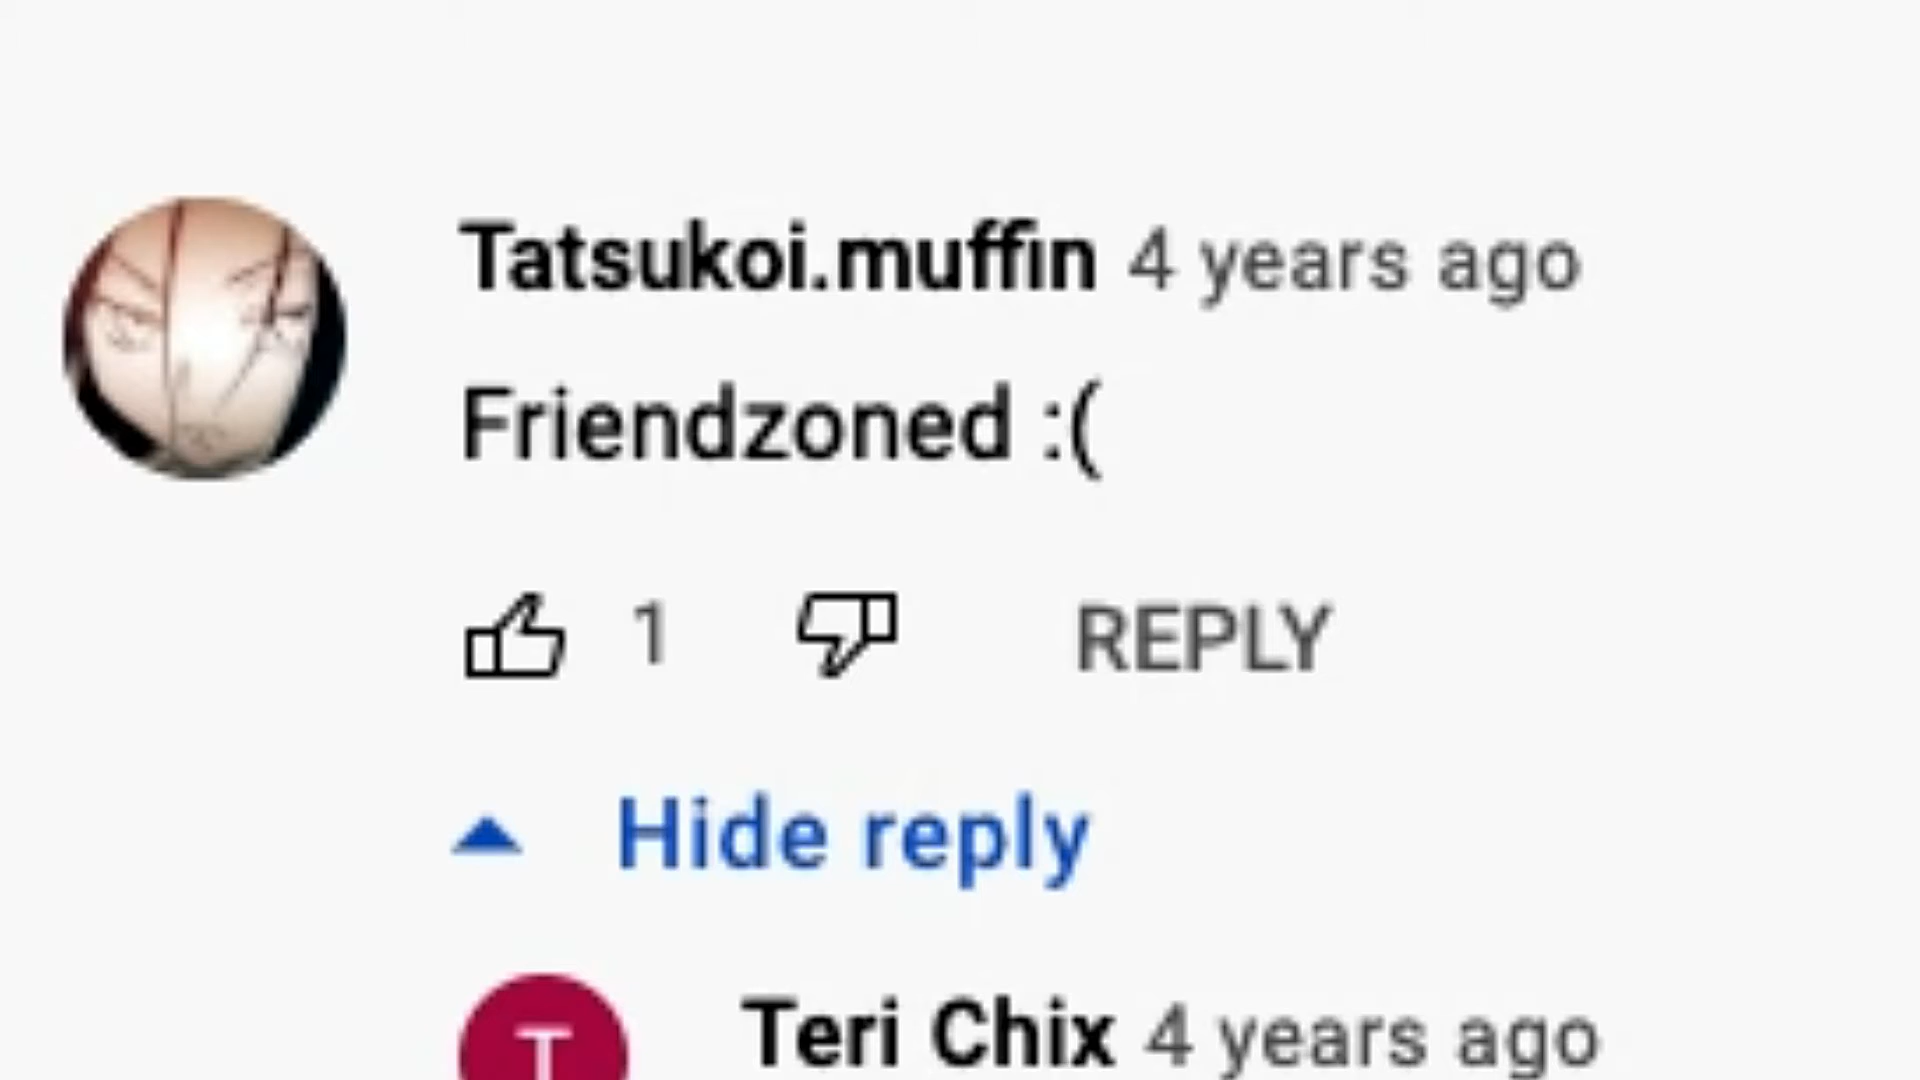 Tatsukoi.muffin 4 years ago
Friendzoned :(
1 REPLY
Hide reply
T
Teri Chix 4 years ago